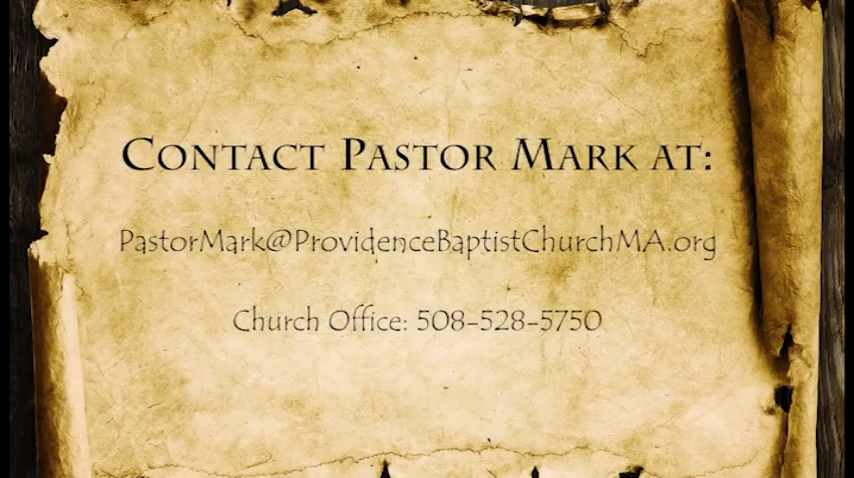 Contact Pastor Mark at:
PastorMark@ProvidenceBaptistChurchMA.org
Church Office: 508-528-5750